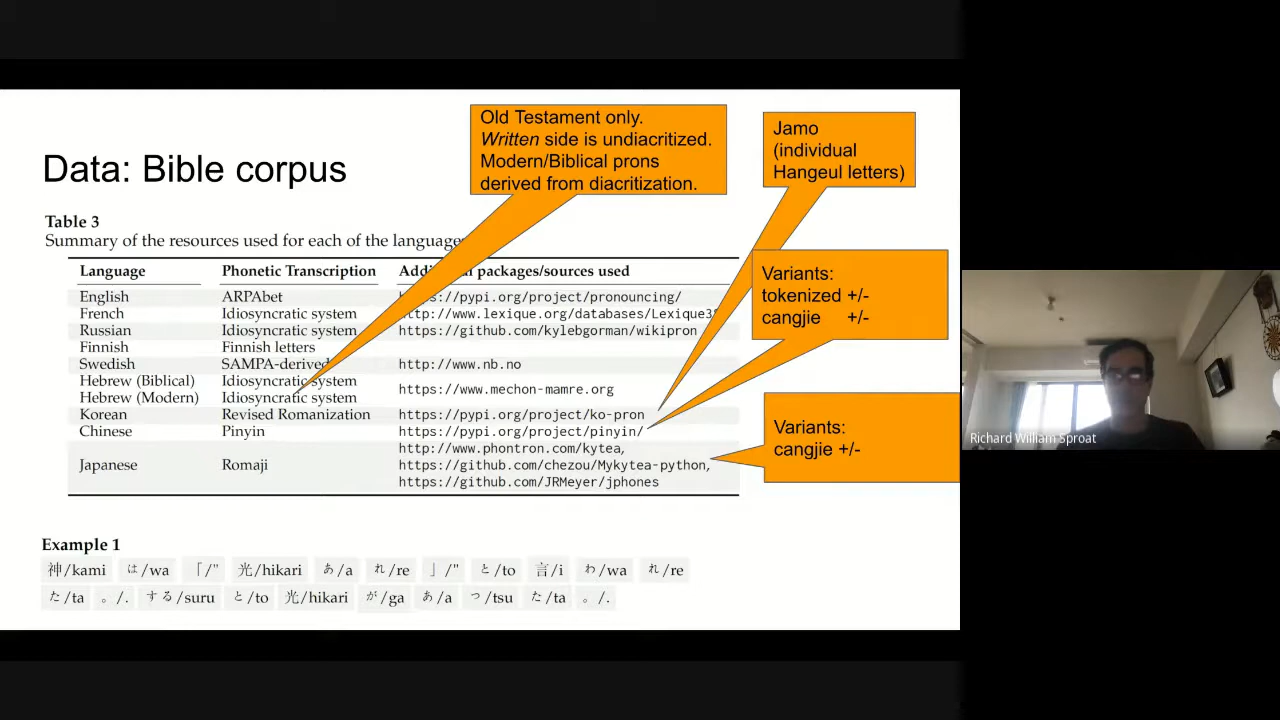 Data: Bible corpus
Old Testament only.
Written side is undiacritized.
Modern/Biblical prons
derived from diacritization.
Jamo
(individual
Hangeul letters)
Variants:
tokenized +/-
cangjie +/-
Variants:
cangjie +/-
Table 3
Summary of the resources used for each of the language
Language Phonetic Transcription packages/sources used
English ARPAbet https://pypi.org/project/pronouncing/
French Idiosyncratic system http://www.lexique.org/databases/Lexique38
Russian Idiosyncratic system https://github.com/kylebgorman/wikipron
Finnish Finnish letters
Swedish SAMPA-derived http://www.nb.no
Hebrew (Biblical) Idiosyncratic system
https://www.mechon-mamre.org
Hebrew (Modern) Idiosyncratic system
Korean Revised Romanization https://pypi.org/project/ko-pron
Chinese Pinyin https://pypi.org/project/pinyin/
http://www.phontron.com/kytea,
Japanese Romaji https://github.com/chezou/Mykytea-python,
https://github.com/JRMeyer/jphones
Example 1
神/kami は/wa 「/" 光/hikari あ/a れ/re 」/" と/to 言/i わ/wa れ/re
た/ta 。/. する/suru と/to 光/hikari が/ga あ/a っ/tsu た/ta 。/.
Richard William Sproat